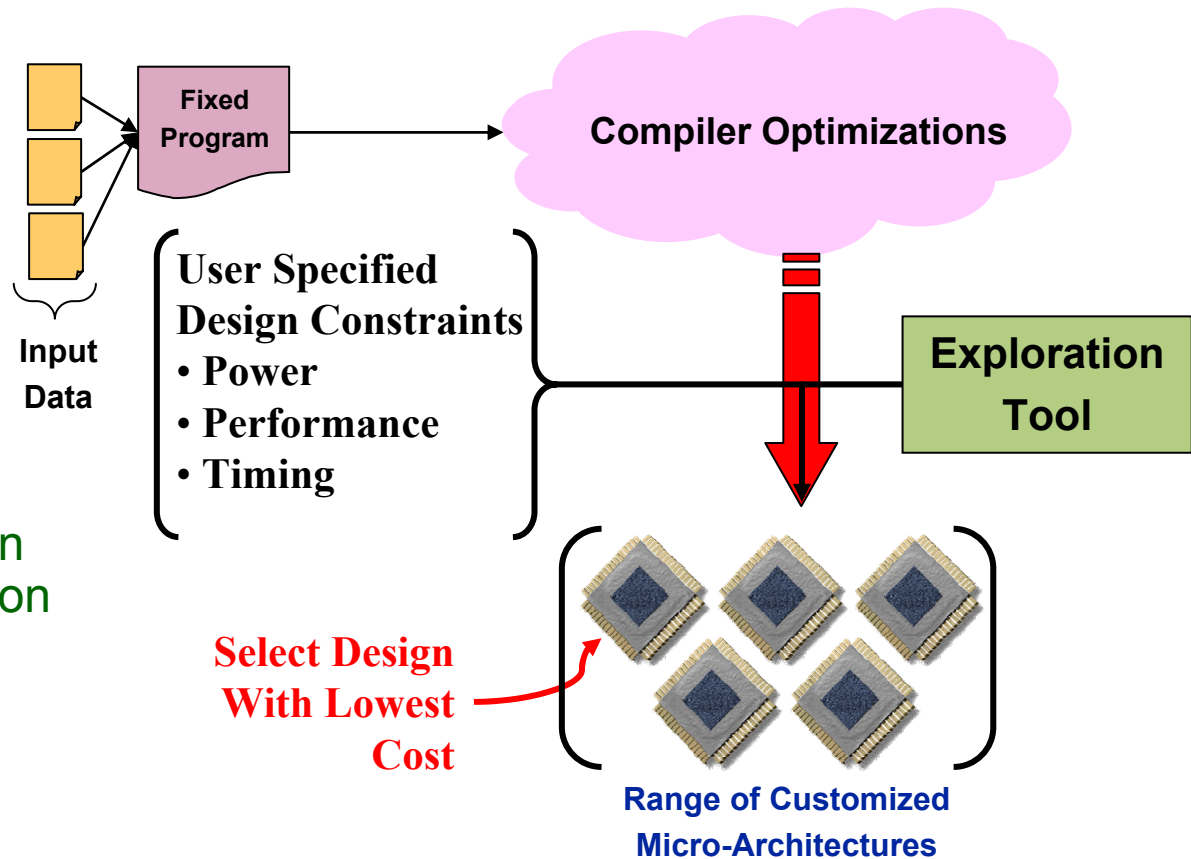 Fixed
Program
Compiler Optimizations
Input
Data
User Specified
Design Constraints
• Power
• Performance
• Timing
Exploration
Tool
n
on
Select Design
With Lowest
Cost
Range of Customized
Micro-Architectures